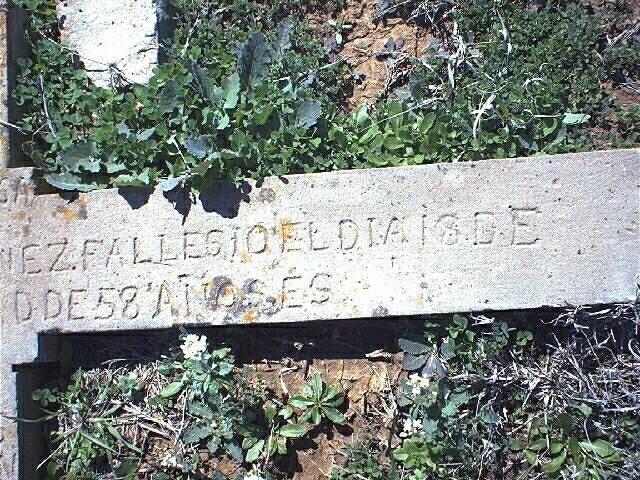 NEZ.FALLESIO EL DIA 18.DE
D DE 58 AÑOS.ES